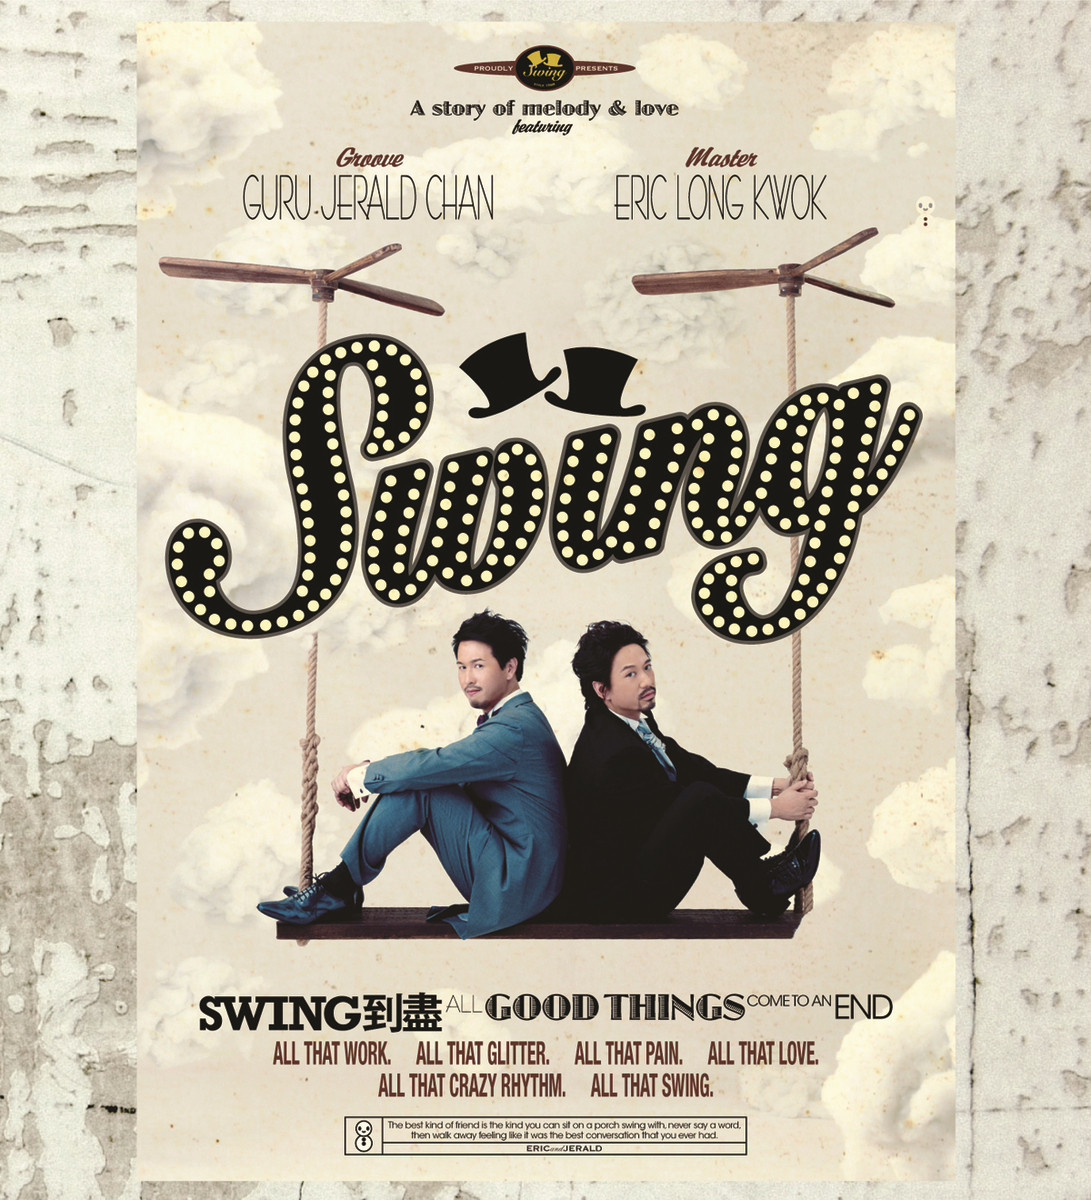 PROUDLY Swing PRESENTS
A story of melody & love
featuring
Groove
GURU JERALD CHAN
Master
ERIC LONG KWOK
Swing
SWING到盡 ALL GOOD THINGS COME TO AN END
ALL THAT WORK. ALL THAT GLITTER. ALL THAT PAIN. ALL THAT LOVE.
ALL THAT CRAZY RHYTHM. ALL THAT SWING.
The best kind of friend is the kind you can sit on a porch swing with, never say a word,
then walk away feeling like it was the best conversation that you ever had.
ERIC and JERALD